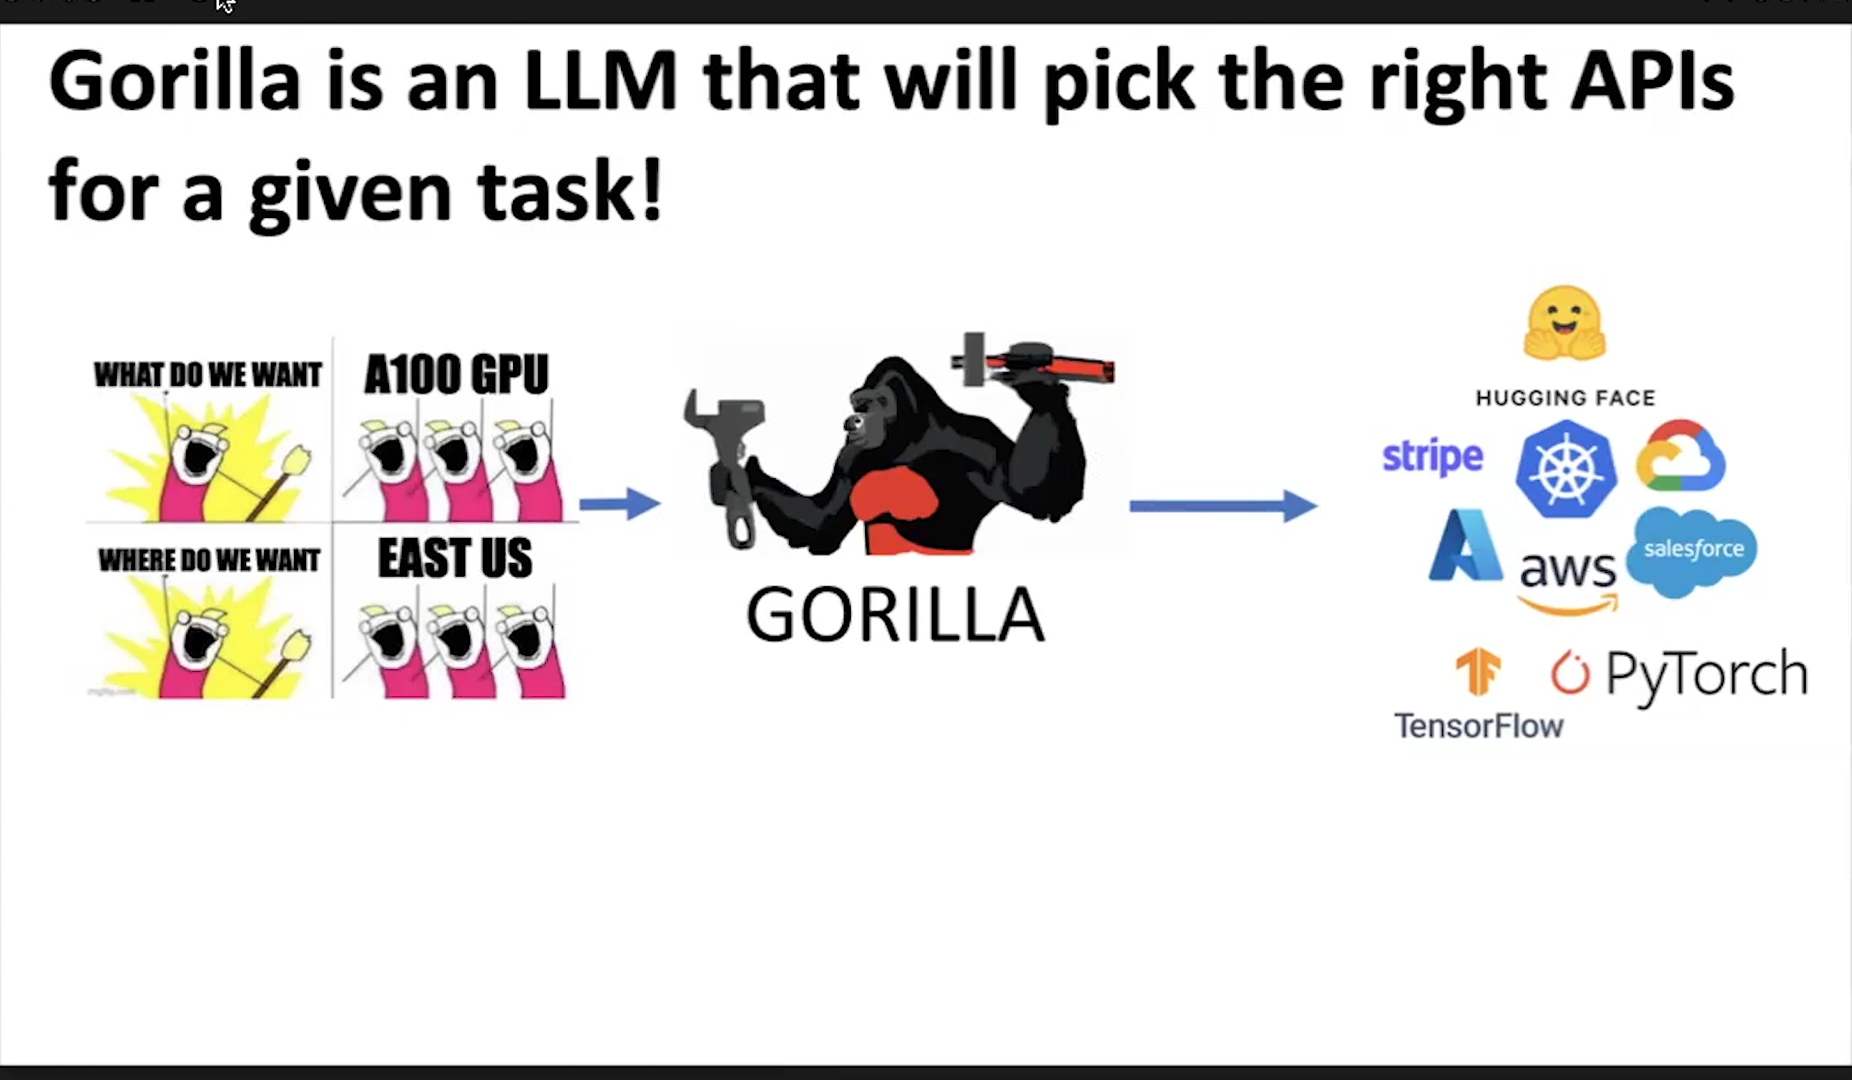 Gorilla is an LLM that will pick the right APIs
for a given task!
WHAT DO WE WANT
A100 GPU
WHERE DO WE WANT
EAST US
GORILLA
HUGGING FACE
stripe
aws
salesforce
TensorFlow
PyTorch